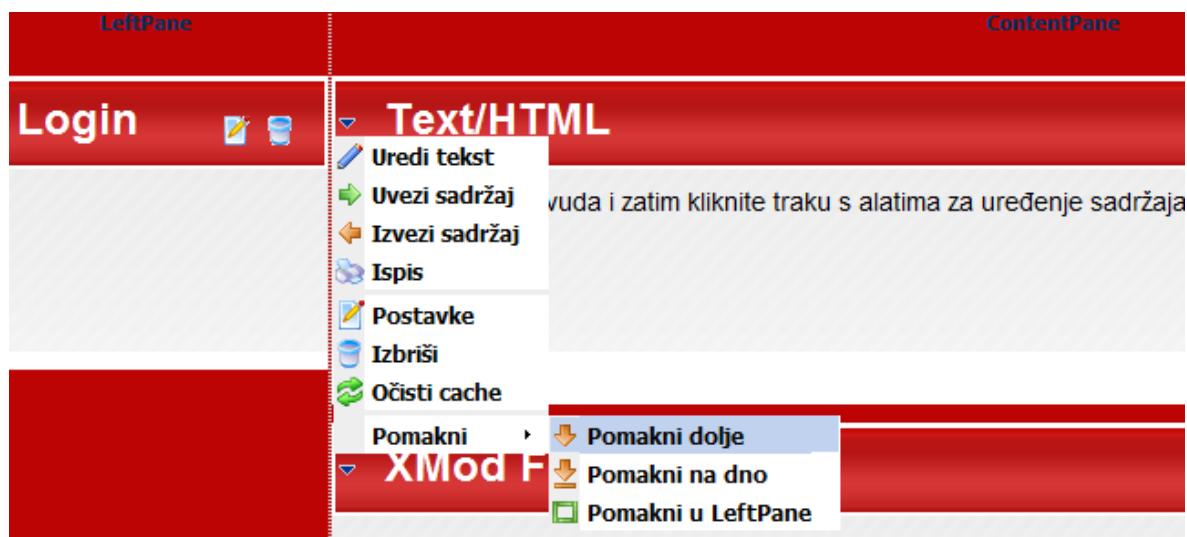 LeftPane
ContentPane
Login
Text/HTML
Uredi tekst
Uvezi sadržaj
vuda i zatim kliknite traku s alatima za uređenje sadržaja
Izvezi sadržaj
Ispis
Postavke
Izbriši
Očisti cache
Pomakni
Pomakni dolje
XMod F
Pomakni na dno
Pomakni u LeftPane